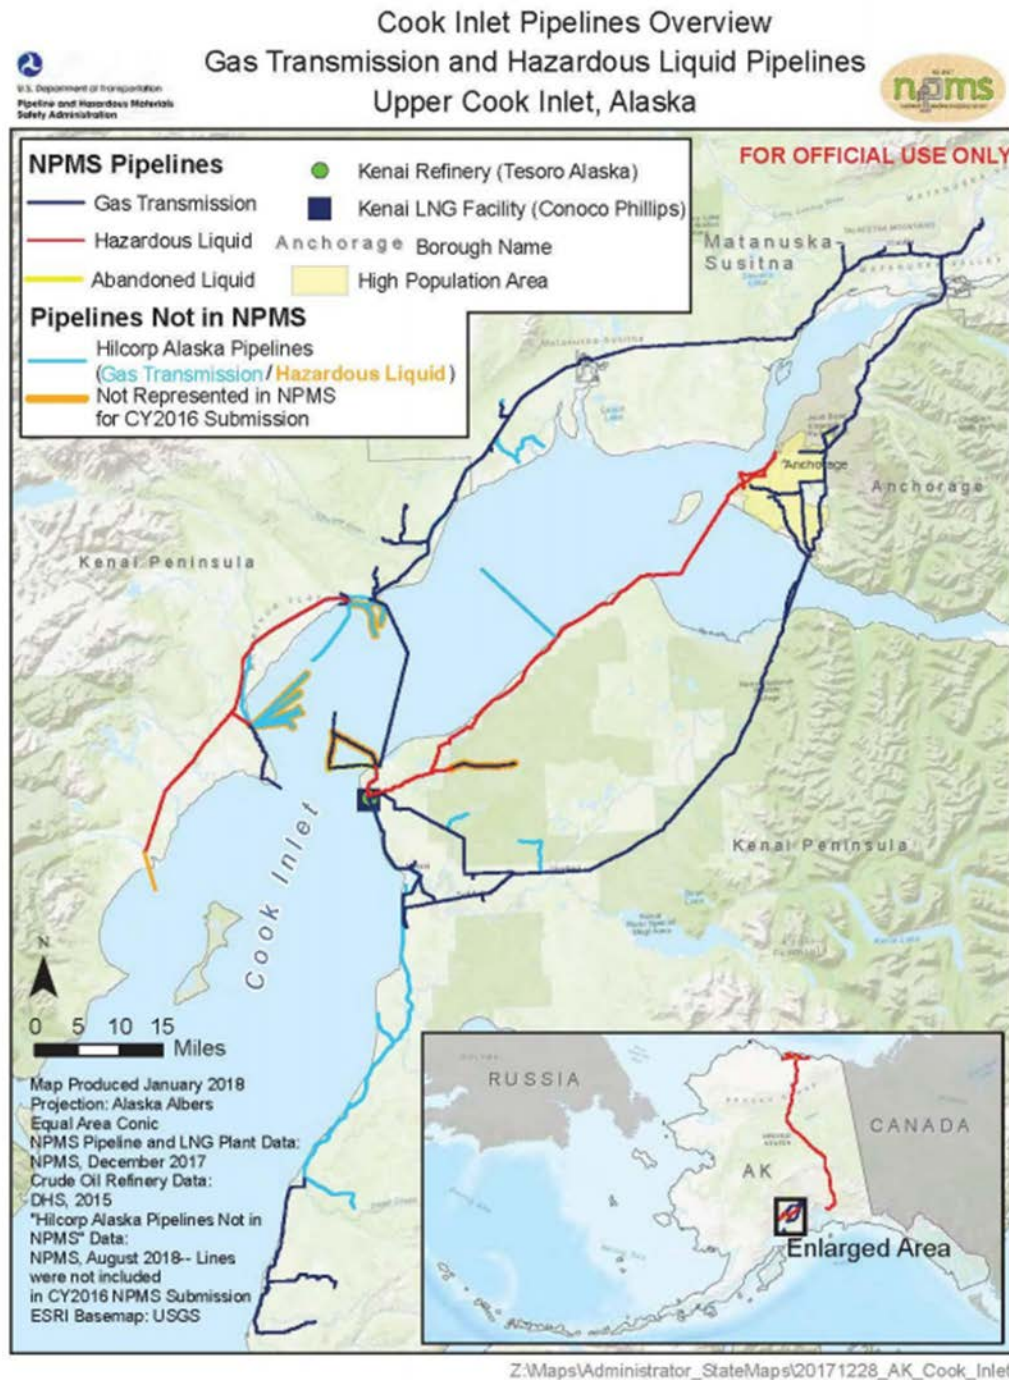 Cook Inlet Pipelines Overview
Gas Transmission and Hazardous Liquid Pipelines
Upper Cook Inlet, Alaska
U.S. Department of Transportation
Pipeline and Hazardous Materials
Safety Administration
npms
FOR OFFICIAL USE ONLY
NPMS Pipelines
Gas Transmission
Hazardous Liquid
Abandoned Liquid
Kenai Refinery (Tesoro Alaska)
Kenai LNG Facility (Conoco Phillips)
Anchorage Borough Name
High Population Area
Pipelines Not in NPMS
Hilcorp Alaska Pipelines
(Gas Transmission/Hazardous Liquid)
Not Represented in NPMS
for CY2016 Submission
Matanuska-
Susitna
Matanuska-Susitna
Anchorage
Anchorage
Kenai Peninsula
Kenai Peninsula
Cook Inlet
N
0 5 10 15
Miles
Map Produced January 2018
Projection: Alaska Albers
Equal Area Conic
NPMS Pipeline and LNG Plant Data:
NPMS, December 2017
Crude Oil Refinery Data:
DHS, 2015
"Hilcorp Alaska Pipelines Not in
NPMS" Data:
NPMS, August 2018-- Lines
were not included
in CY2016 NPMS Submission
ESRI Basemap: USGS
RUSSIA
CANADA
AK
Enlarged Area
Z:\Maps\Administrator_StateMaps\20171228_AK_Cook_Inlet